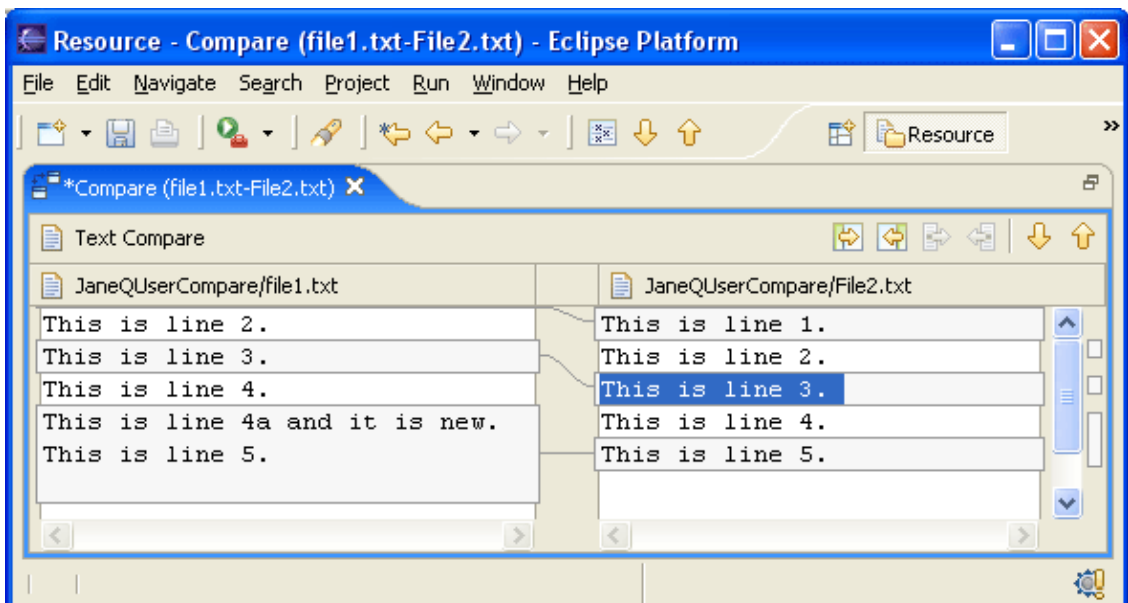 Resource - Compare (file1.txt-File2.txt) - Eclipse Platform
File Edit Navigate Search Project Run Window Help
Resource
*Compare (file1.txt-File2.txt)
Text Compare
JaneQUserCompare/file1.txt
JaneQUserCompare/File2.txt
This is line 2.
This is line 3.
This is line 4.
This is line 4a and it is new.
This is line 5.
This is line 1.
This is line 2.
This is line 3.
This is line 4.
This is line 5.